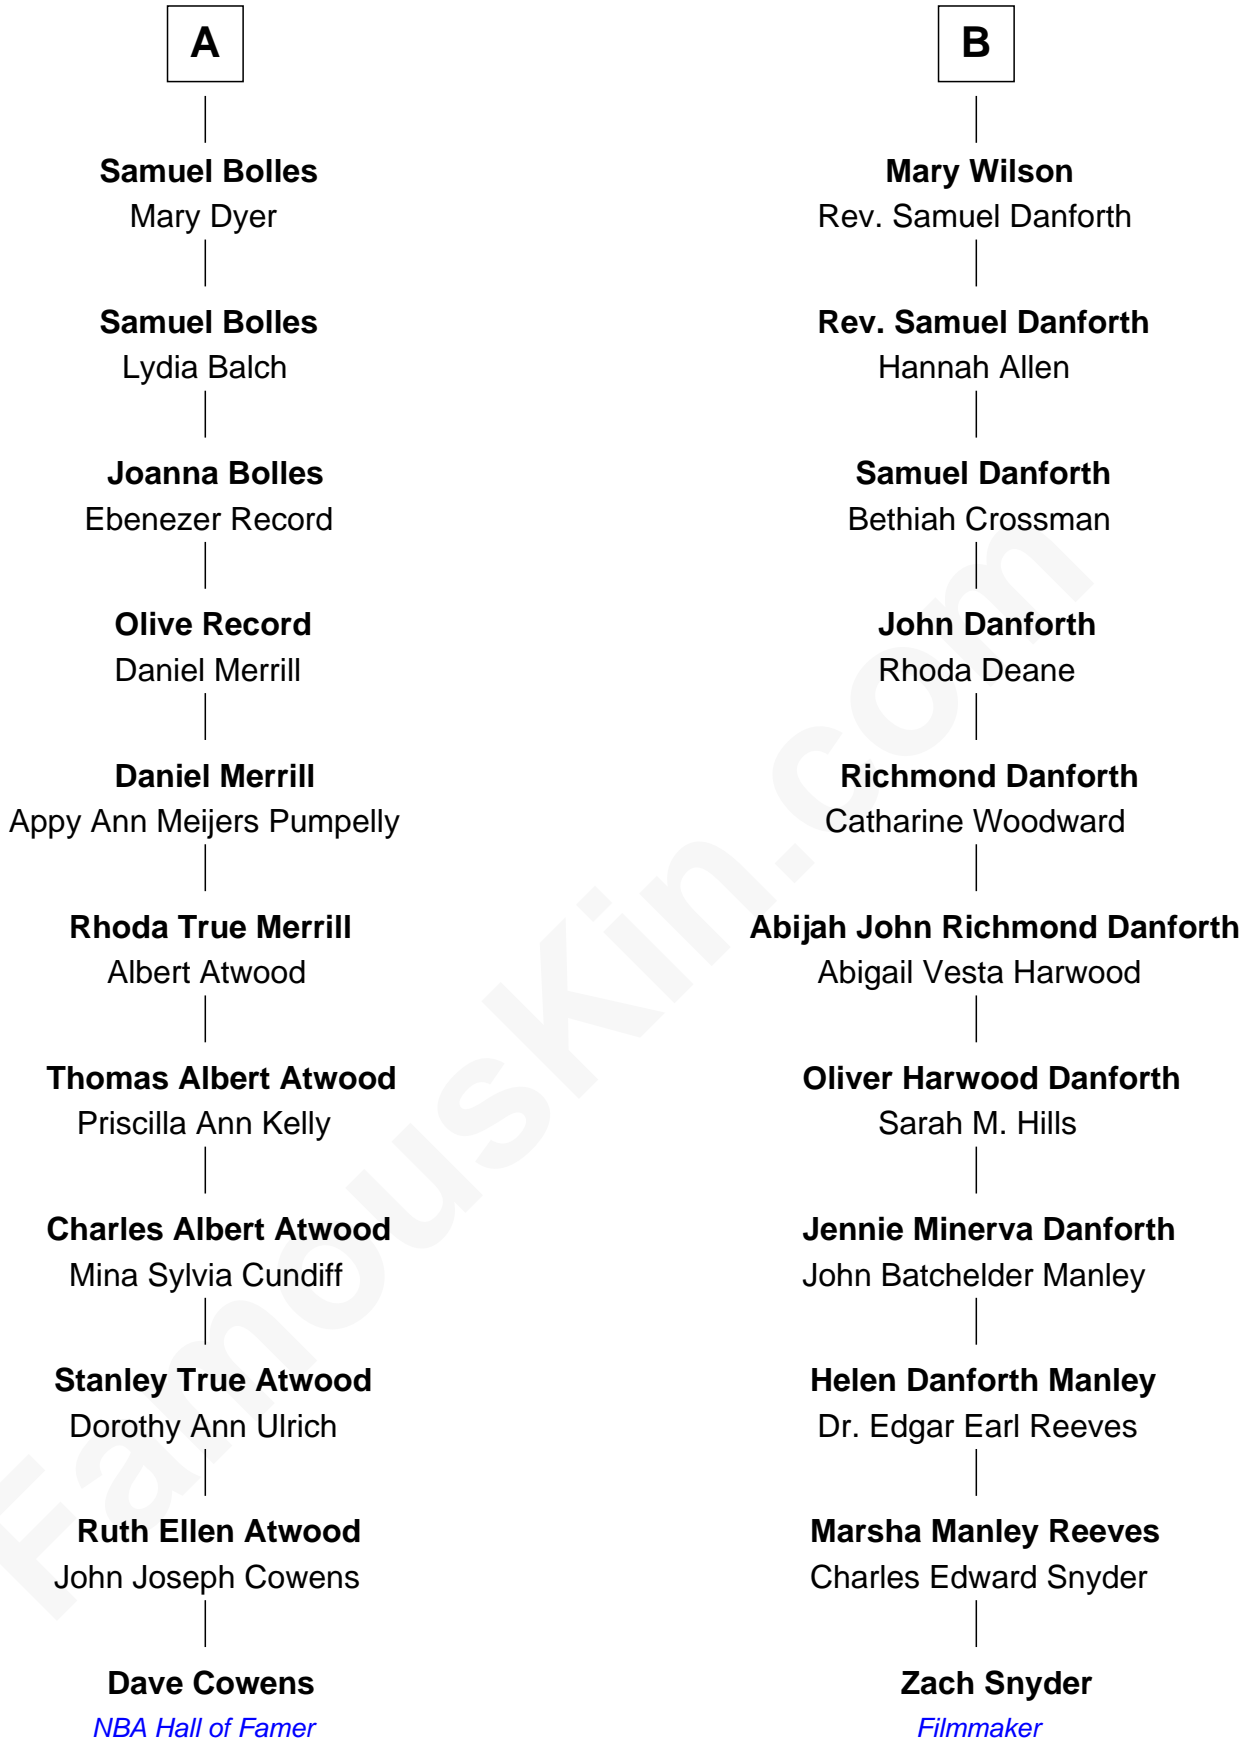 A
Samuel Bolles
Mary Dyer
Samuel Bolles
Lydia Balch
Joanna Bolles
Ebenezer Record
Olive Record
Daniel Merrill
Daniel Merrill
Appy Ann Meijers Pumpelly
Rhoda True Merrill
Albert Atwood
Thomas Albert Atwood
Priscilla Ann Kelly
Charles Albert Atwood
Mina Sylvia Cundiff
Stanley True Atwood
Dorothy Ann Ulrich
Ruth Ellen Atwood
John Joseph Cowens
Dave Cowens
NBA Hall of Famer
B
Mary Wilson
Rev. Samuel Danforth
Rev. Samuel Danforth
Hannah Allen
Samuel Danforth
Bethiah Crossman
John Danforth
Rhoda Deane
Richmond Danforth
Catharine Woodward
Abijah John Richmond Danforth
Abigail Vesta Harwood
Oliver Harwood Danforth
Sarah M. Hills
Jennie Minerva Danforth
John Batchelder Manley
Helen Danforth Manley
Dr. Edgar Earl Reeves
Marsha Manley Reeves
Charles Edward Snyder
Zach Snyder
Filmmaker
FamousKin.com